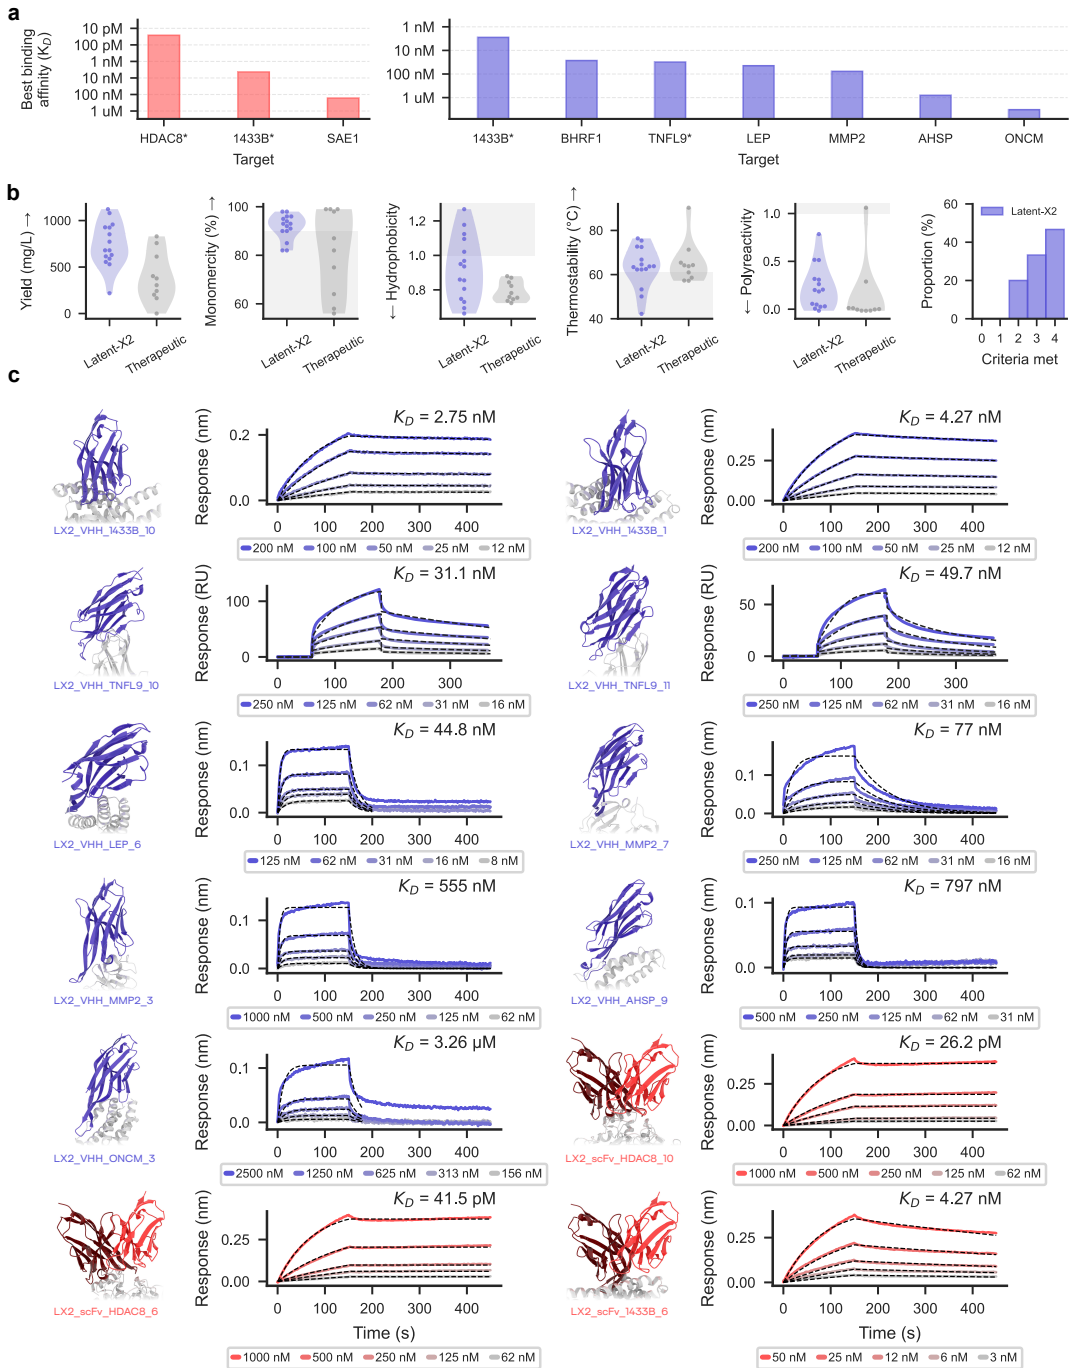 a
Best binding
affinity (K_D)
10 pM
100 pM
1 nM
10 nM
100 nM
1 uM
HDAC8*
1433B*
SAE1
Target
1 nM
10 nM
100 nM
1 uM
1433B*
BHRF1
TNFL9*
LEP
MMP2
AHSP
ONCM
Target
b
Yield (mg/L) →
1000
500
0
Latent-X2
Therapeutic
Monomercity (%) →
100
80
60
Latent-X2
Therapeutic
← Hydrophobicity
1.2
1.0
0.8
Latent-X2
Therapeutic
Thermostability (°C) →
80
60
40
Latent-X2
Therapeutic
← Polyreactivity
1.0
0.5
0.0
Latent-X2
Therapeutic
Proportion (%)
60
40
20
0
Latent-X2
0 1 2 3 4
Criteria met
c
LX2_VHH_1433B_10
Response (nm)
K_D = 2.75 nM
0.2
0.0
0 100 200 300 400
200 nM 100 nM 50 nM 25 nM 12 nM
LX2_VHH_1433B_1
Response (nm)
K_D = 4.27 nM
0.25
0.00
0 100 200 300 400
200 nM 100 nM 50 nM 25 nM 12 nM
LX2_VHH_TNFL9_10
Response (RU)
K_D = 31.1 nM
100
0
0 100 200 300
250 nM 125 nM 62 nM 31 nM 16 nM
LX2_VHH_TNFL9_11
Response (RU)
K_D = 49.7 nM
50
0
0 100 200 300
250 nM 125 nM 62 nM 31 nM 16 nM
LX2_VHH_LEP_6
Response (nm)
K_D = 44.8 nM
0.1
0.0
0 100 200 300 400
125 nM 62 nM 31 nM 16 nM 8 nM
LX2_VHH_MMP2_7
Response (nm)
K_D = 77 nM
0.1
0.0
0 100 200 300 400
250 nM 125 nM 62 nM 31 nM 16 nM
LX2_VHH_MMP2_3
Response (nm)
K_D = 555 nM
0.1
0.0
0 100 200 300 400
1000 nM 500 nM 250 nM 125 nM 62 nM
LX2_VHH_AHSP_9
Response (nm)
K_D = 797 nM
0.1
0.0
0 100 200 300 400
500 nM 250 nM 125 nM 62 nM 31 nM
LX2_VHH_ONCM_3
Response (nm)
K_D = 3.26 μM
0.1
0.0
0 100 200 300 400
2500 nM 1250 nM 625 nM 313 nM 156 nM
LX2_scFv_HDAC8_10
Response (nm)
K_D = 26.2 pM
0.25
0.00
0 100 200 300 400
1000 nM 500 nM 250 nM 125 nM 62 nM
LX2_scFv_HDAC8_6
Response (nm)
K_D = 41.5 pM
0.25
0.00
0 100 200 300 400
Time (s)
1000 nM 500 nM 250 nM 125 nM 62 nM
LX2_scFv_1433B_6
Response (nm)
K_D = 4.27 nM
0.25
0.00
0 100 200 300 400
Time (s)
50 nM 25 nM 12 nM 6 nM 3 nM